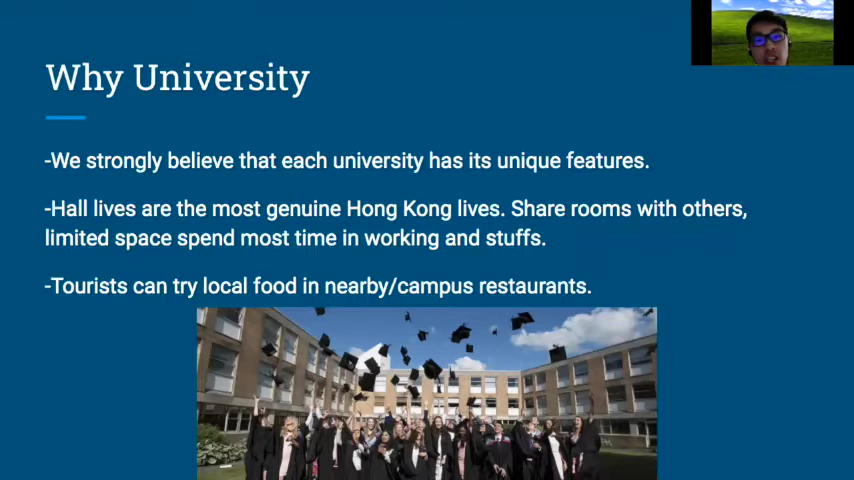 Why University
-We strongly believe that each university has its unique features.
-Hall lives are the most genuine Hong Kong lives. Share rooms with others,
limited space spend most time in working and stuffs.
-Tourists can try local food in nearby/campus restaurants.